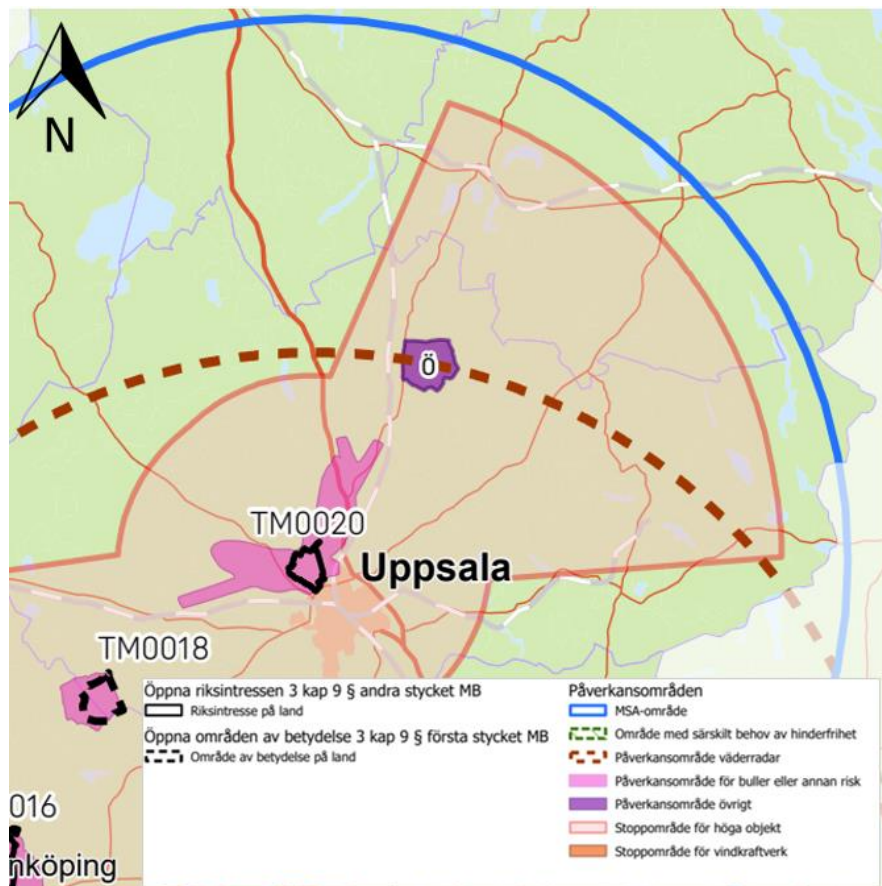 N
Ö
TM0020
Uppsala
TM0018
016
nköping
Öppna riksintressen 3 kap 9 § andra stycket MB
Riksintresse på land
Öppna områden av betydelse 3 kap 9 § första stycket MB
Område av betydelse på land
Påverkansområden
MSA-område
Område med särskilt behov av hinderfrihet
Påverkansområde väderradar
Påverkansområde för buller eller annan risk
Påverkansområde övrigt
Stoppområde för höga objekt
Stoppområde för vindkraftverk